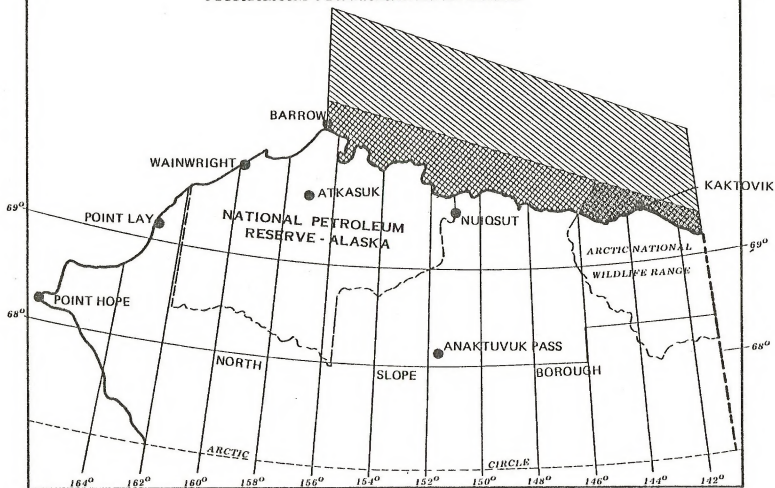 BARROW
WAINWRIGHT
KAKTOVIK
ATKASUK
69° POINT LAY
NATIONAL PETROLEUM
RESERVE - ALASKA
NUIQSUT
ARCTIC NATIONAL
WILDLIFE RANGE
69°
POINT HOPE
68°
ANAKTUVUK PASS
68°
NORTH SLOPE BOROUGH
ARCTIC CIRCLE
164° 162° 160° 158° 156° 154° 152° 150° 148° 146° 144° 142°